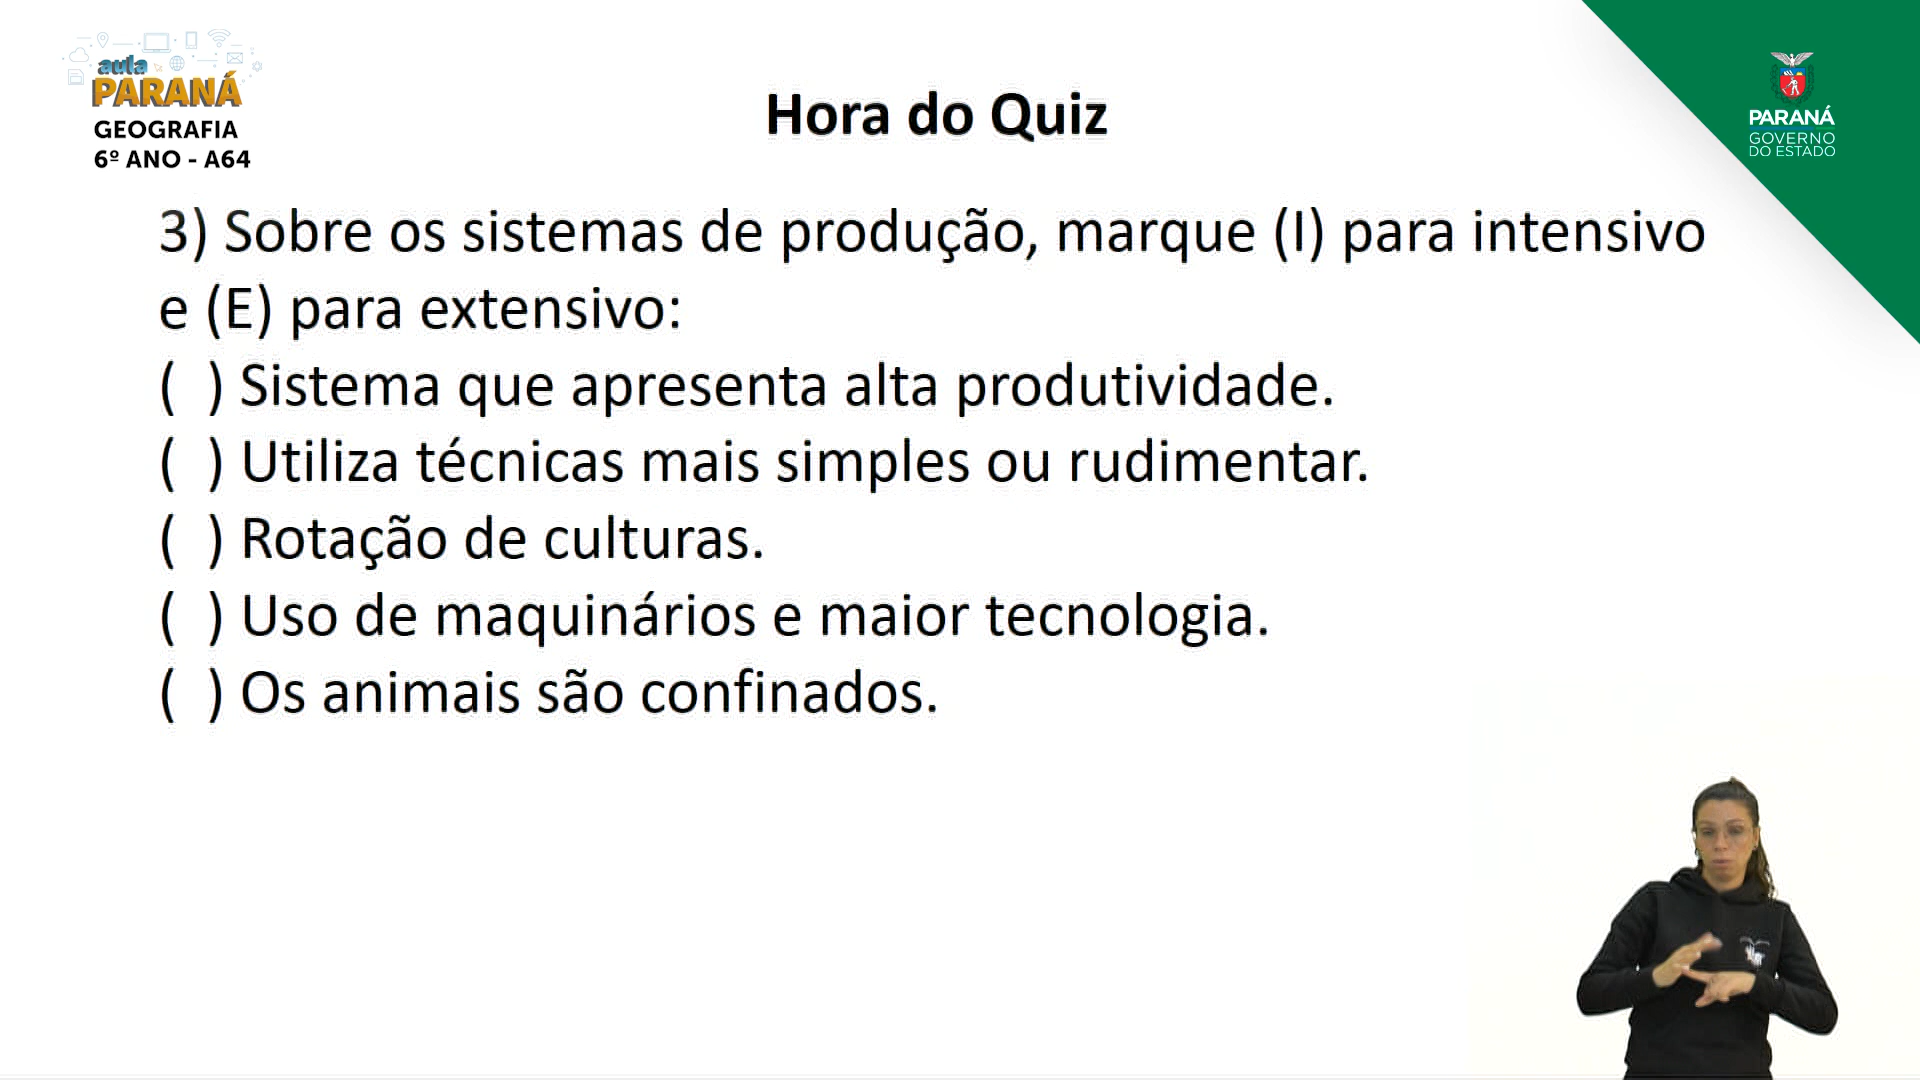 aula
PARANÁ
GEOGRAFIA
6º ANO - A64
Hora do Quiz
PARANÁ
GOVERNO
DO ESTADO
3) Sobre os sistemas de produção, marque (I) para intensivo
e (E) para extensivo:
( ) Sistema que apresenta alta produtividade.
( ) Utiliza técnicas mais simples ou rudimentar.
( ) Rotação de culturas.
( ) Uso de maquinários e maior tecnologia.
( ) Os animais são confinados.